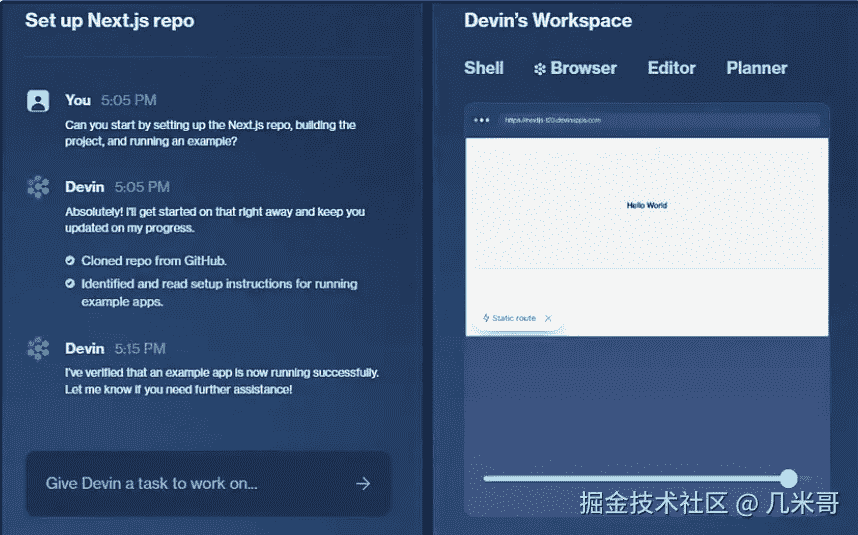 Set up Next.js repo
You 5:05 PM
Can you start by setting up the Next.js repo, building the
project, and running an example?
Devin 5:05 PM
Absolutely! I'll get started on that right away and keep you
updated on my progress.
Cloned repo from GitHub.
Identified and read setup instructions for running
example apps.
Devin 5:15 PM
I've verified that an example app is now running successfully.
Let me know if you need further assistance!
Give Devin a task to work on...
Devin's Workspace
Shell Browser Editor Planner
Hello World
Static route
掘金技术社区 @ 几米哥